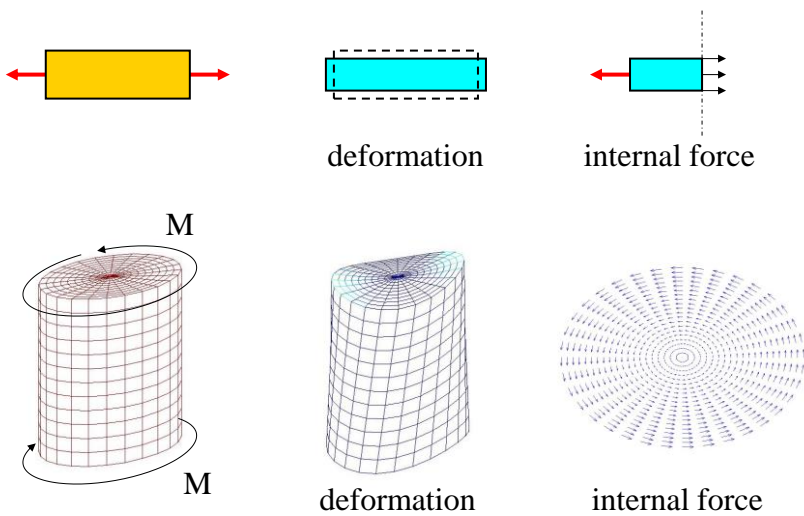 deformation
internal force
M
M
deformation
internal force